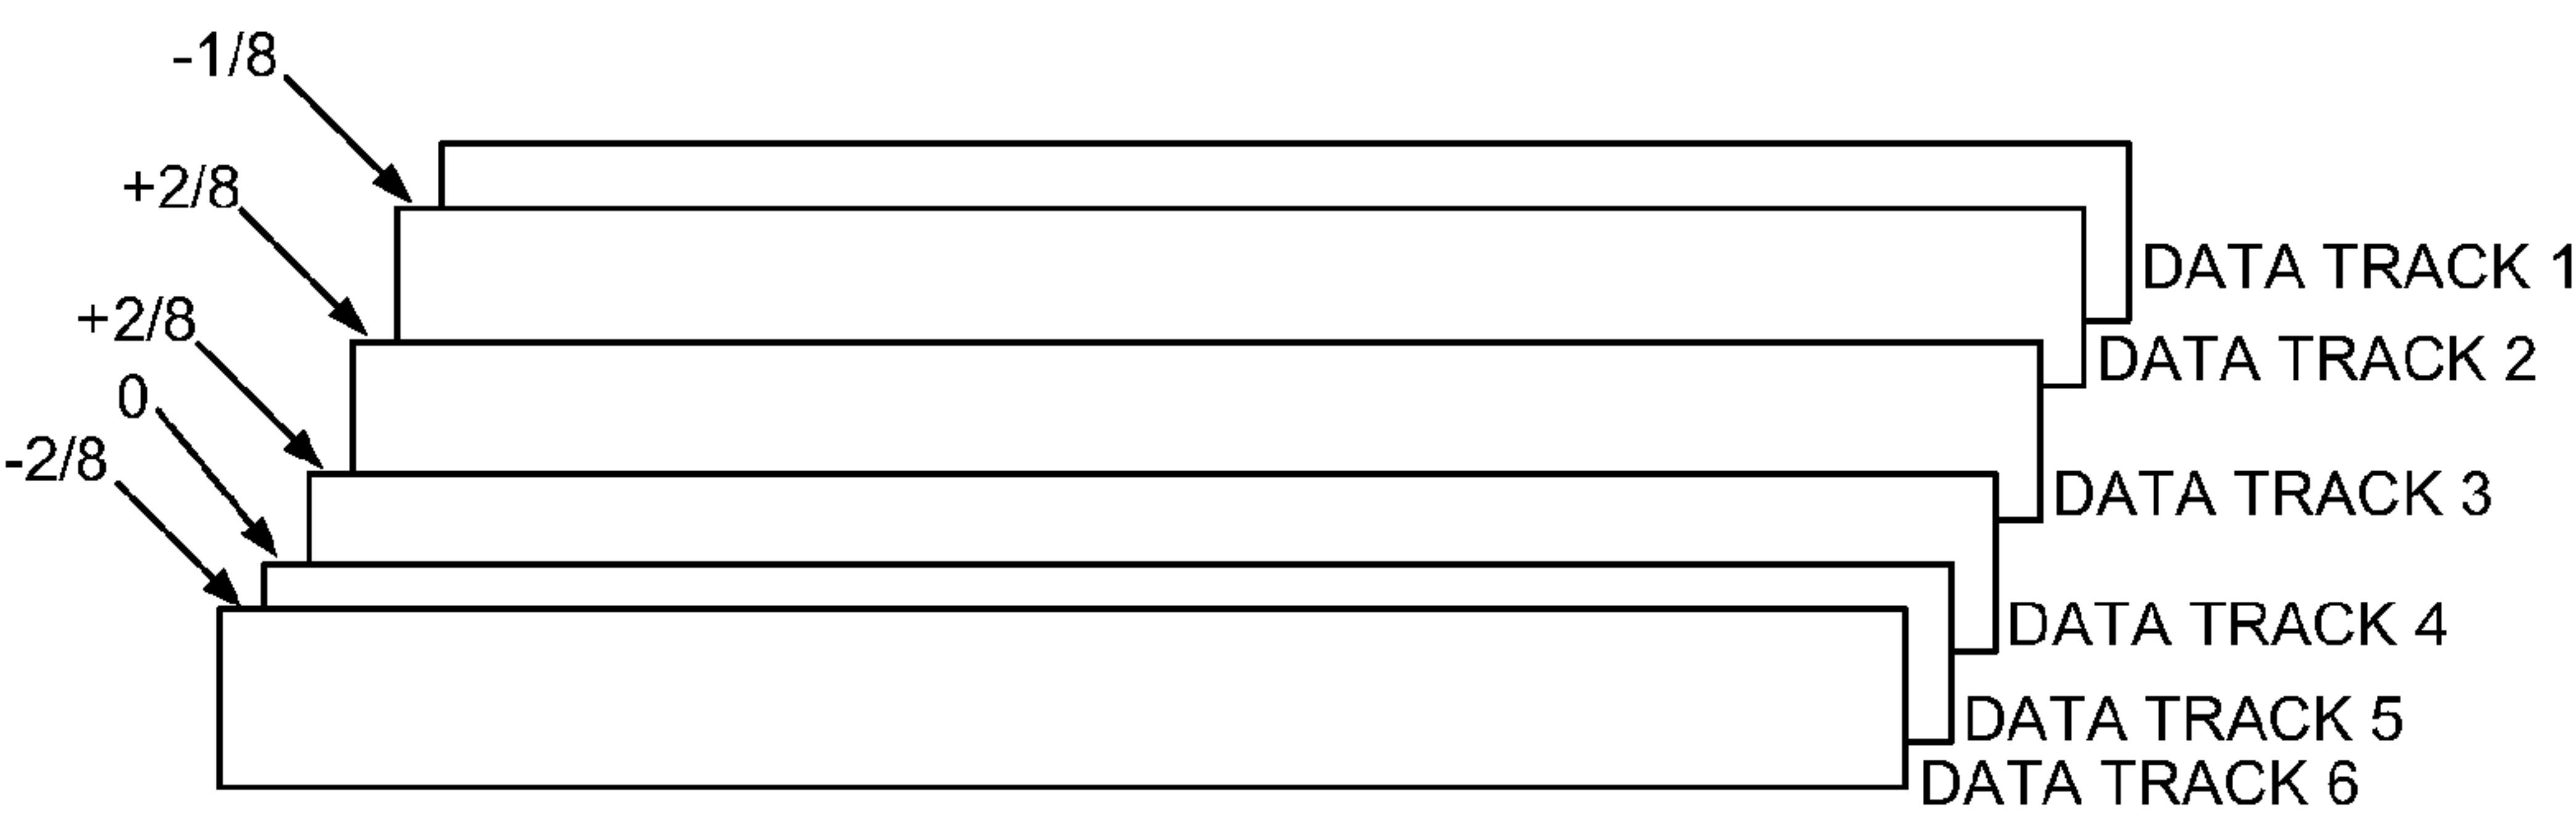 -1/8
+2/8
DATA TRACK 1
+2/8
DATA TRACK 2
0
-2/8
DATA TRACK 3
DATA TRACK 4
DATA TRACK 5
DATA TRACK 6